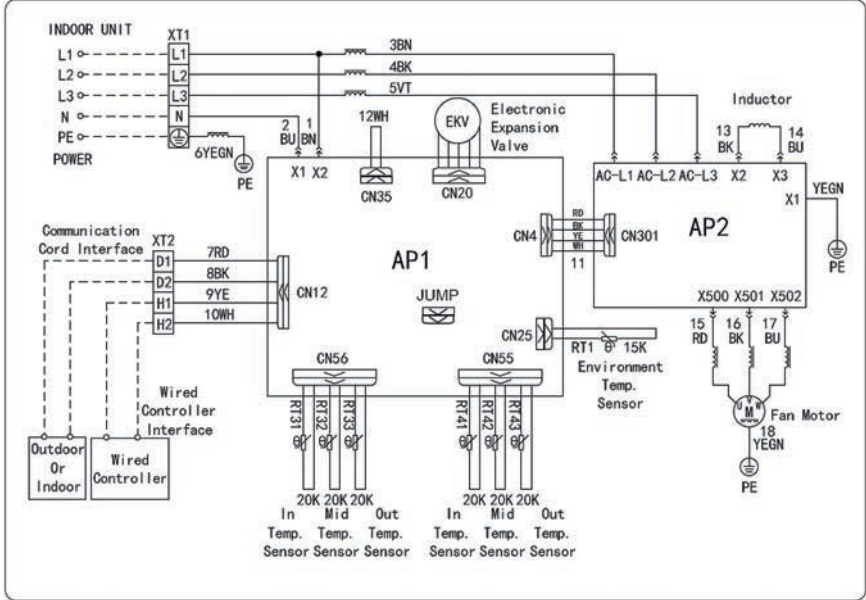 INDOOR UNIT
XT1
L1
L1
L2
L2
L3
L3
N
N
PE
POWER
6YEGN
PE
3BN
4BK
5VT
2
BU
1
BN
12WH
X1
X2
CN35
EKV
CN20
Electronic
Expansion
Valve
Inductor
13
BK
14
BU
AC-L1
AC-L2
AC-L3
X2
X3
X1
YEGN
PE
AP2
Communication
Cord Interface
XT2
D1
D2
H1
H2
7RD
8BK
9YE
10WH
CN12
AP1
JUMP
CN4
RD
BK
YE
WH
11
CN301
X500
X501
X502
15
RD
16
BK
17
BU
U
M
W
Fan Motor
18
YEGN
PE
CN25
RT1
θ
15K
Environment
Temp.
Sensor
CN56
CN55
RT31
RT32
RT33
RT41
RT42
RT43
θ
θ
θ
θ
θ
θ
Wired
Controller
Interface
Outdoor
Or
Indoor
Wired
Controller
20K 20K 20K
20K 20K 20K
In Mid Out
Temp. Temp. Temp.
Sensor Sensor Sensor
In Mid Out
Temp. Temp. Temp.
Sensor Sensor Sensor